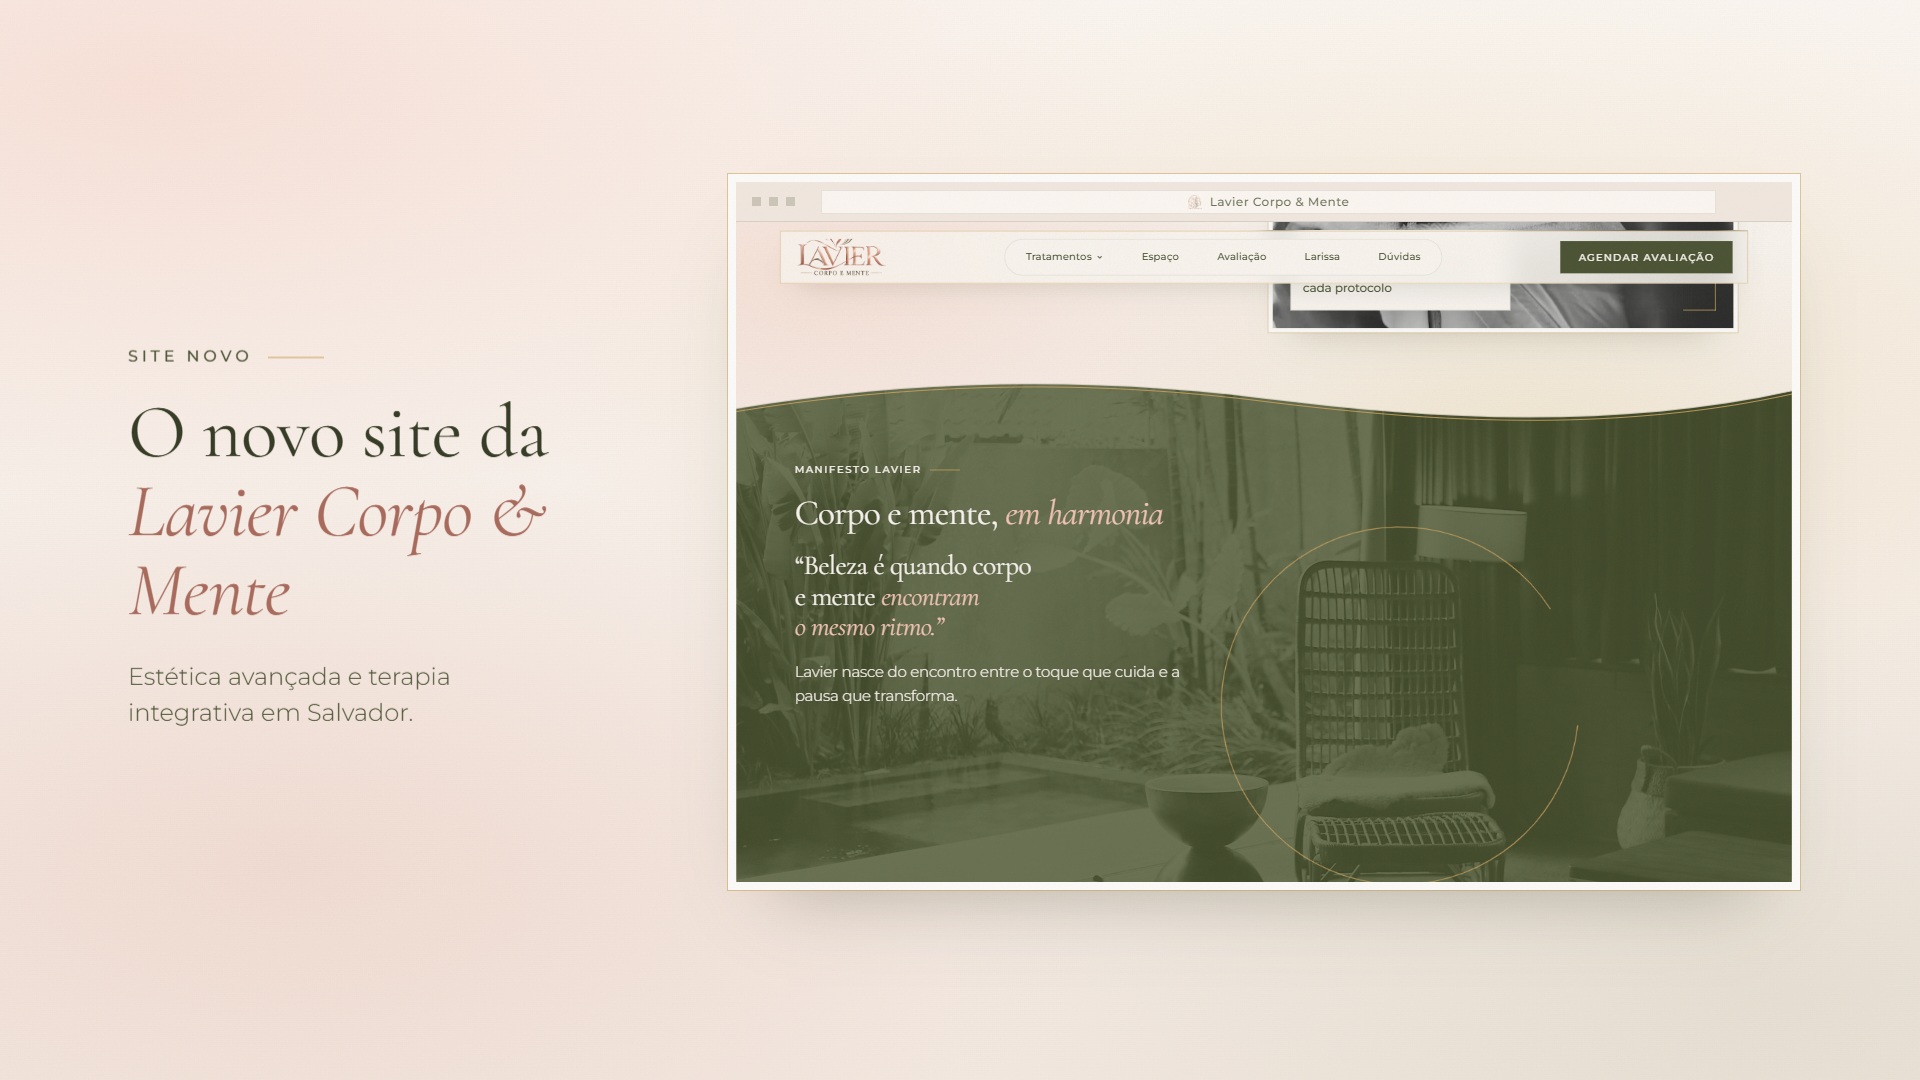 SITE NOVO
O novo site da
Lavier Corpo &
Mente
Estética avançada e terapia
integrativa em Salvador.
Lavier Corpo & Mente
LAVIER
CORPO E MENTE
Tratamentos
Espaço
Avaliação
Larissa
Dúvidas
AGENDAR AVALIAÇÃO
cada protocolo
MANIFESTO LAVIER
Corpo e mente, em harmonia
“Beleza é quando corpo
e mente encontram
o mesmo ritmo.”
Lavier nasce do encontro entre o toque que cuida e a
pausa que transforma.